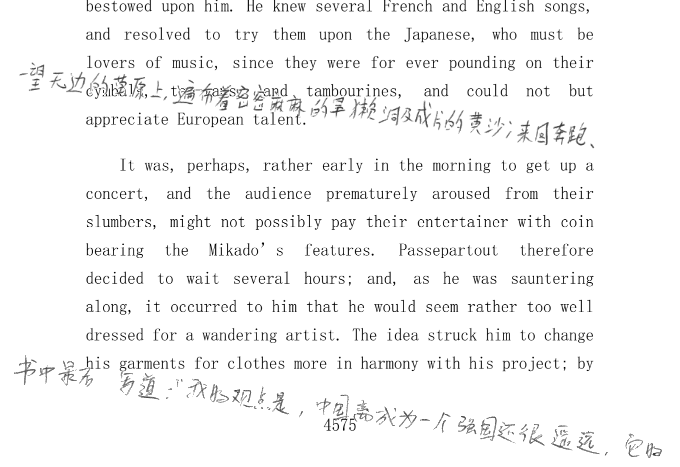 bestowed upon him. He knew several French and English songs,
and resolved to try them upon the Japanese, who must be
lovers of music, since they were for ever pounding on their
一望无边的草原上,遍布着密密麻麻的旱獭洞及成片的黄沙;来回奔跑、
and tambourines, and could not but
appreciate European talent.
It was, perhaps, rather early in the morning to get up a
concert, and the audience prematurely aroused from their
slumbers, might not possibly pay their entertainer with coin
bearing the Mikado’s features. Passepartout therefore
decided to wait several hours; and, as he was sauntering
along, it occurred to him that he would seem rather too well
dressed for a wandering artist. The idea struck him to change
his garments for clothes more in harmony with his project; by
书中最后写道:“我的观点是,中国离成为一个强国还很遥远,它的
4575